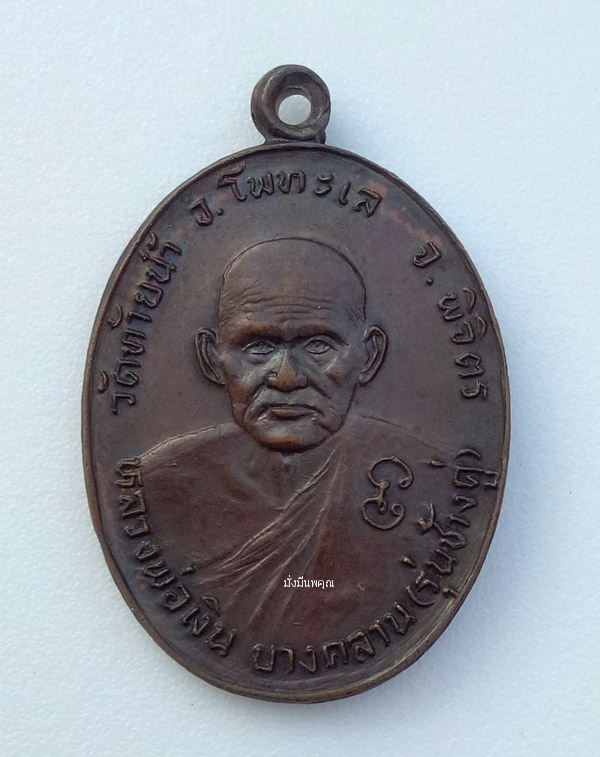 วัดท้ายน้ำ อ.โพทะเล จ.พิจิตร
หลวงพ่อเงิน บางคลาน (รุ่นช้างคู่)
มั่งมีนพคุณ